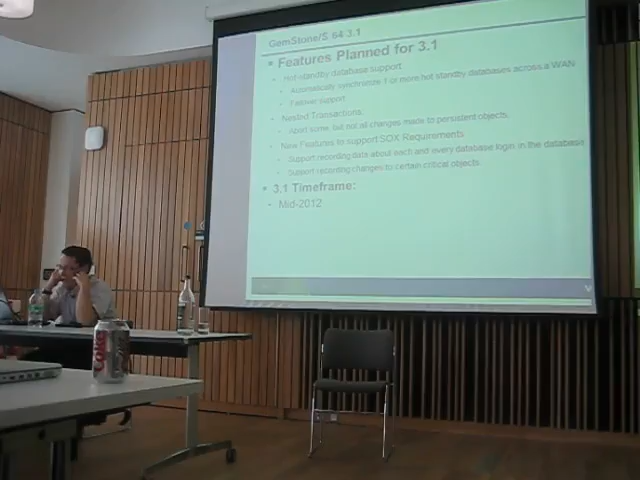 GemStone/S 64 3.1
Features Planned for 3.1
Hot standby database support
Automatically synchronize 1 or more hot standby databases across a WAN
Failover support
Nested Transactions:
Abort some, but not all changes made to persistent objects.
New Features to support SOX Requirements
Support recording data about each and every database login in the database
Support recording changes to certain critical objects
3.1 Timeframe:
Mid-2012
Coke